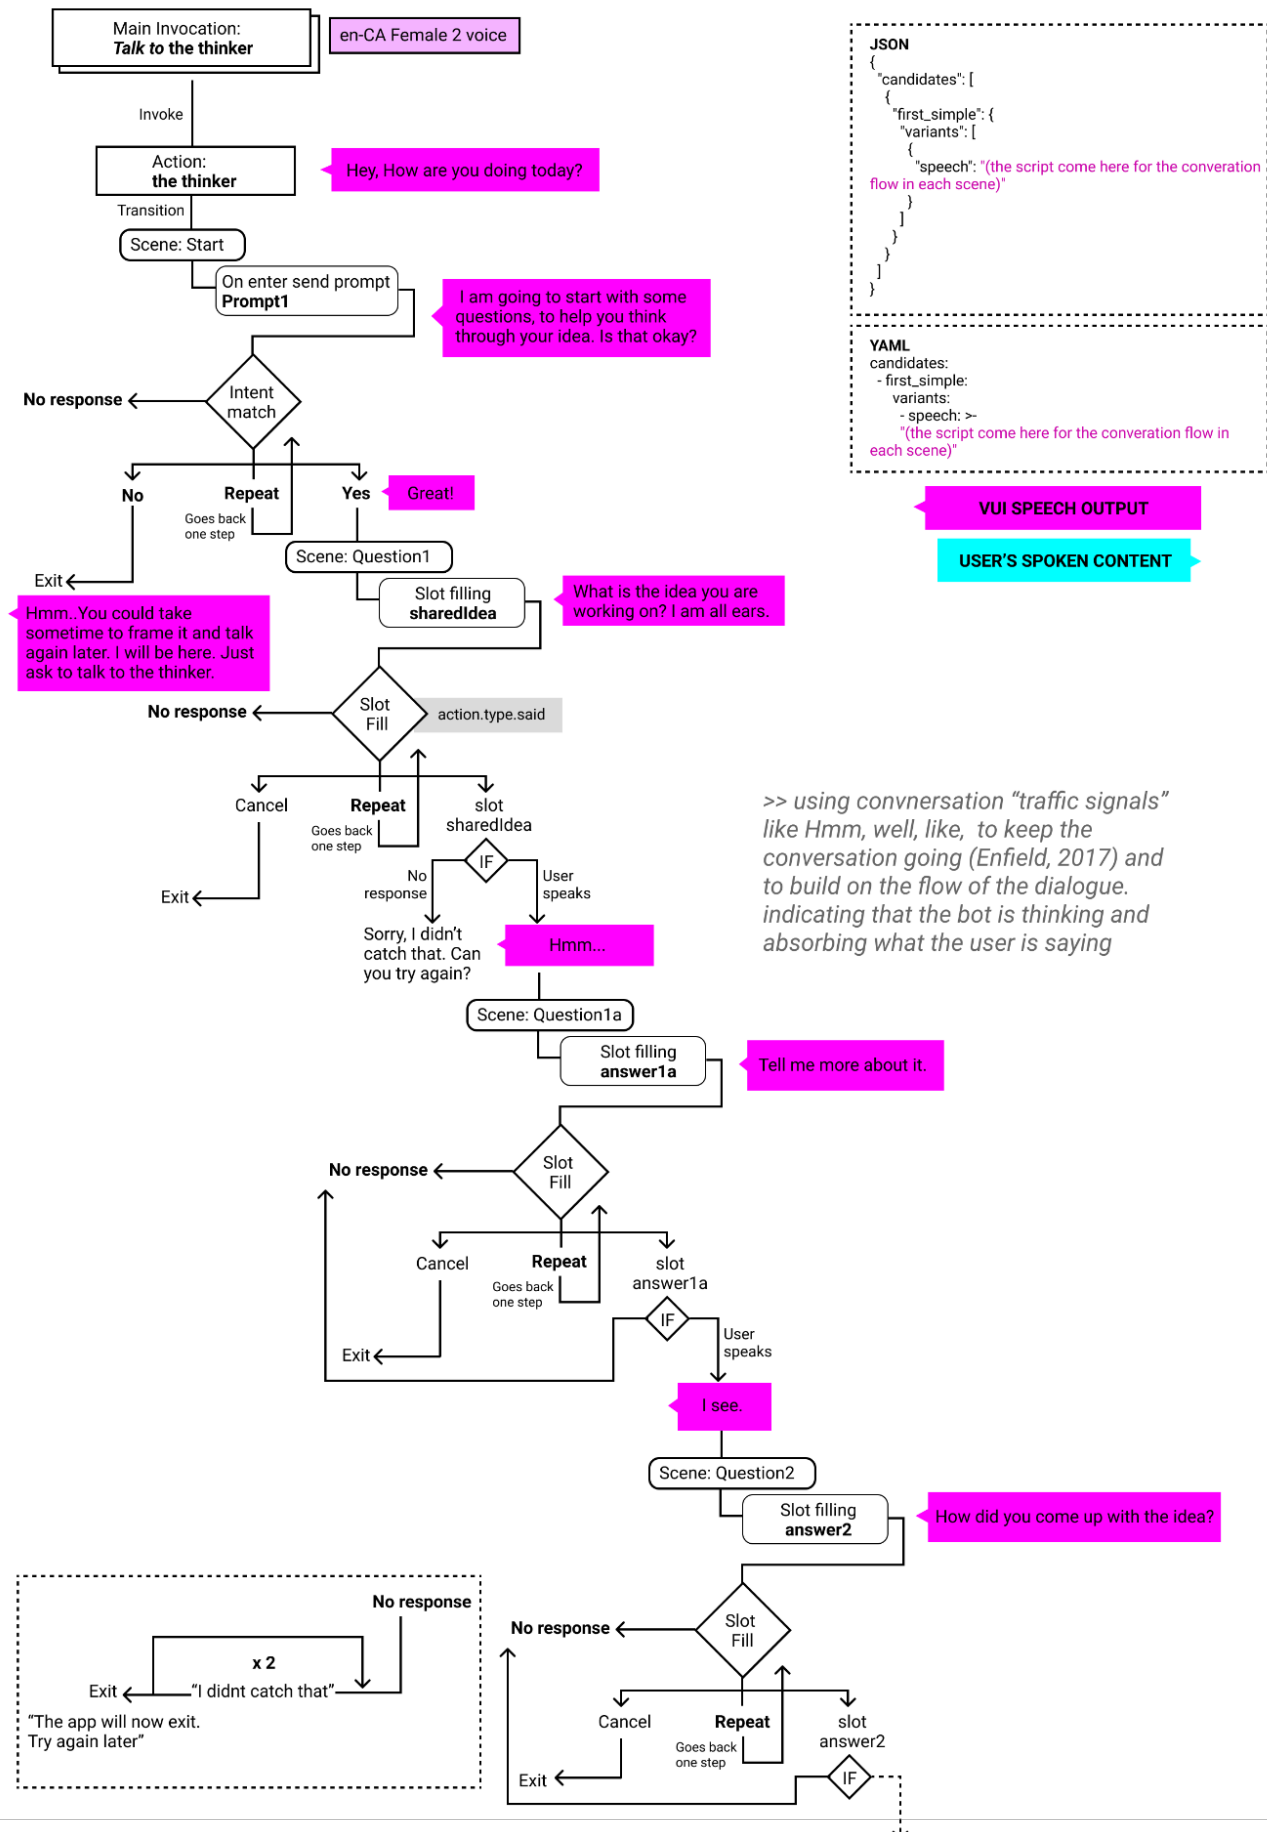 Main Invocation:
Talk to the thinker
en-CA Female 2 voice
Invoke
Action:
the thinker
Hey, How are you doing today?
Transition
Scene: Start
On enter send prompt
Prompt1
I am going to start with some
questions, to help you think
through your idea. Is that okay?
Intent
match
No response
No
Repeat
Yes
Great!
Goes back
one step
Scene: Question1
Exit
Hmm..You could take
sometime to frame it and talk
again later. I will be here. Just
ask to talk to the thinker.
Slot filling
sharedIdea
What is the idea you are
working on? I am all ears.
Slot
Fill
No response
action.type.said
Cancel
Repeat
slot
sharedIdea
Goes back
one step
IF
No
response
User
speaks
Exit
Sorry, I didn't
catch that. Can
you try again?
Hmm...
Scene: Question1a
Slot filling
answer1a
Tell me more about it.
Slot
Fill
No response
Cancel
Repeat
slot
answer1a
Goes back
one step
IF
User
speaks
Exit
I see.
Scene: Question2
Slot filling
answer2
How did you come up with the idea?
Slot
Fill
No response
Cancel
Repeat
slot
answer2
Goes back
one step
IF
Exit
JSON
{
"candidates": [
{
"first_simple": {
"variants": [
{
"speech": "(the script come here for the converation
flow in each scene)"
}
]
}
}
]
}
YAML
candidates:
- first_simple:
variants:
- speech: >-
"(the script come here for the converation flow in
each scene)"
VUI SPEECH OUTPUT
USER'S SPOKEN CONTENT
>> using convnersation “traffic signals”
like Hmm, well, like, to keep the
conversation going (Enfield, 2017) and
to build on the flow of the dialogue.
indicating that the bot is thinking and
absorbing what the user is saying
No response
x 2
Exit
“I didnt catch that”
“The app will now exit.
Try again later”